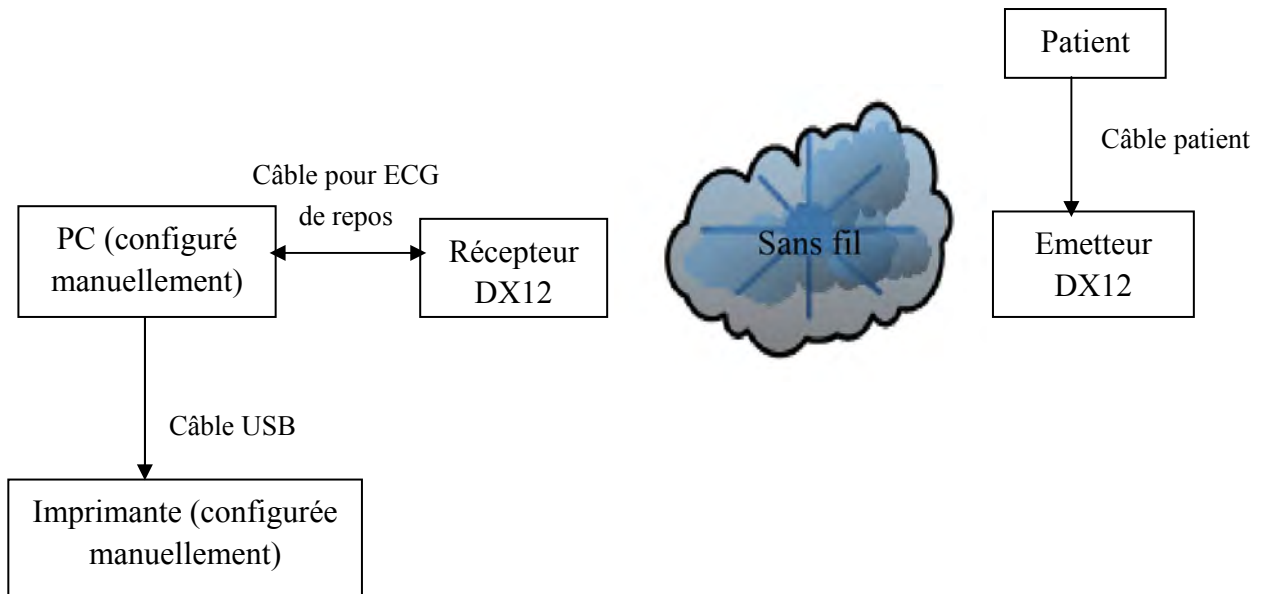 Patient
Câble patient
Câble pour ECG
de repos
PC (configuré
manuellement)
Récepteur
DX12
Sans fil
Emetteur
DX12
Câble USB
Imprimante (configurée
manuellement)